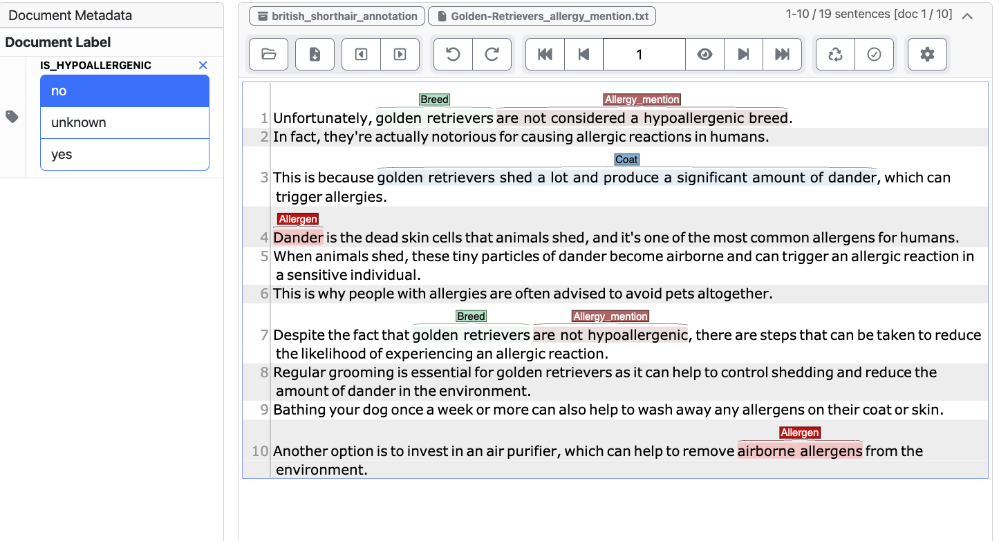 Document Metadata
Document Label
IS_HYPOALLERGENIC
no
unknown
yes
british_shorthair_annotation
Golden-Retrievers_allergy_mention.txt
1-10 / 19 sentences [doc 1 / 10]
1
Breed Allergy_mention
1 Unfortunately, golden retrievers are not considered a hypoallergenic breed.
2 In fact, they're actually notorious for causing allergic reactions in humans.
Coat
3 This is because golden retrievers shed a lot and produce a significant amount of dander, which can
trigger allergies.
Allergen
4 Dander is the dead skin cells that animals shed, and it's one of the most common allergens for humans.
5 When animals shed, these tiny particles of dander become airborne and can trigger an allergic reaction in
a sensitive individual.
6 This is why people with allergies are often advised to avoid pets altogether.
Breed Allergy_mention
7 Despite the fact that golden retrievers are not hypoallergenic, there are steps that can be taken to reduce
the likelihood of experiencing an allergic reaction.
8 Regular grooming is essential for golden retrievers as it can help to control shedding and reduce the
amount of dander in the environment.
9 Bathing your dog once a week or more can also help to wash away any allergens on their coat or skin.
Allergen
10 Another option is to invest in an air purifier, which can help to remove airborne allergens from the
environment.